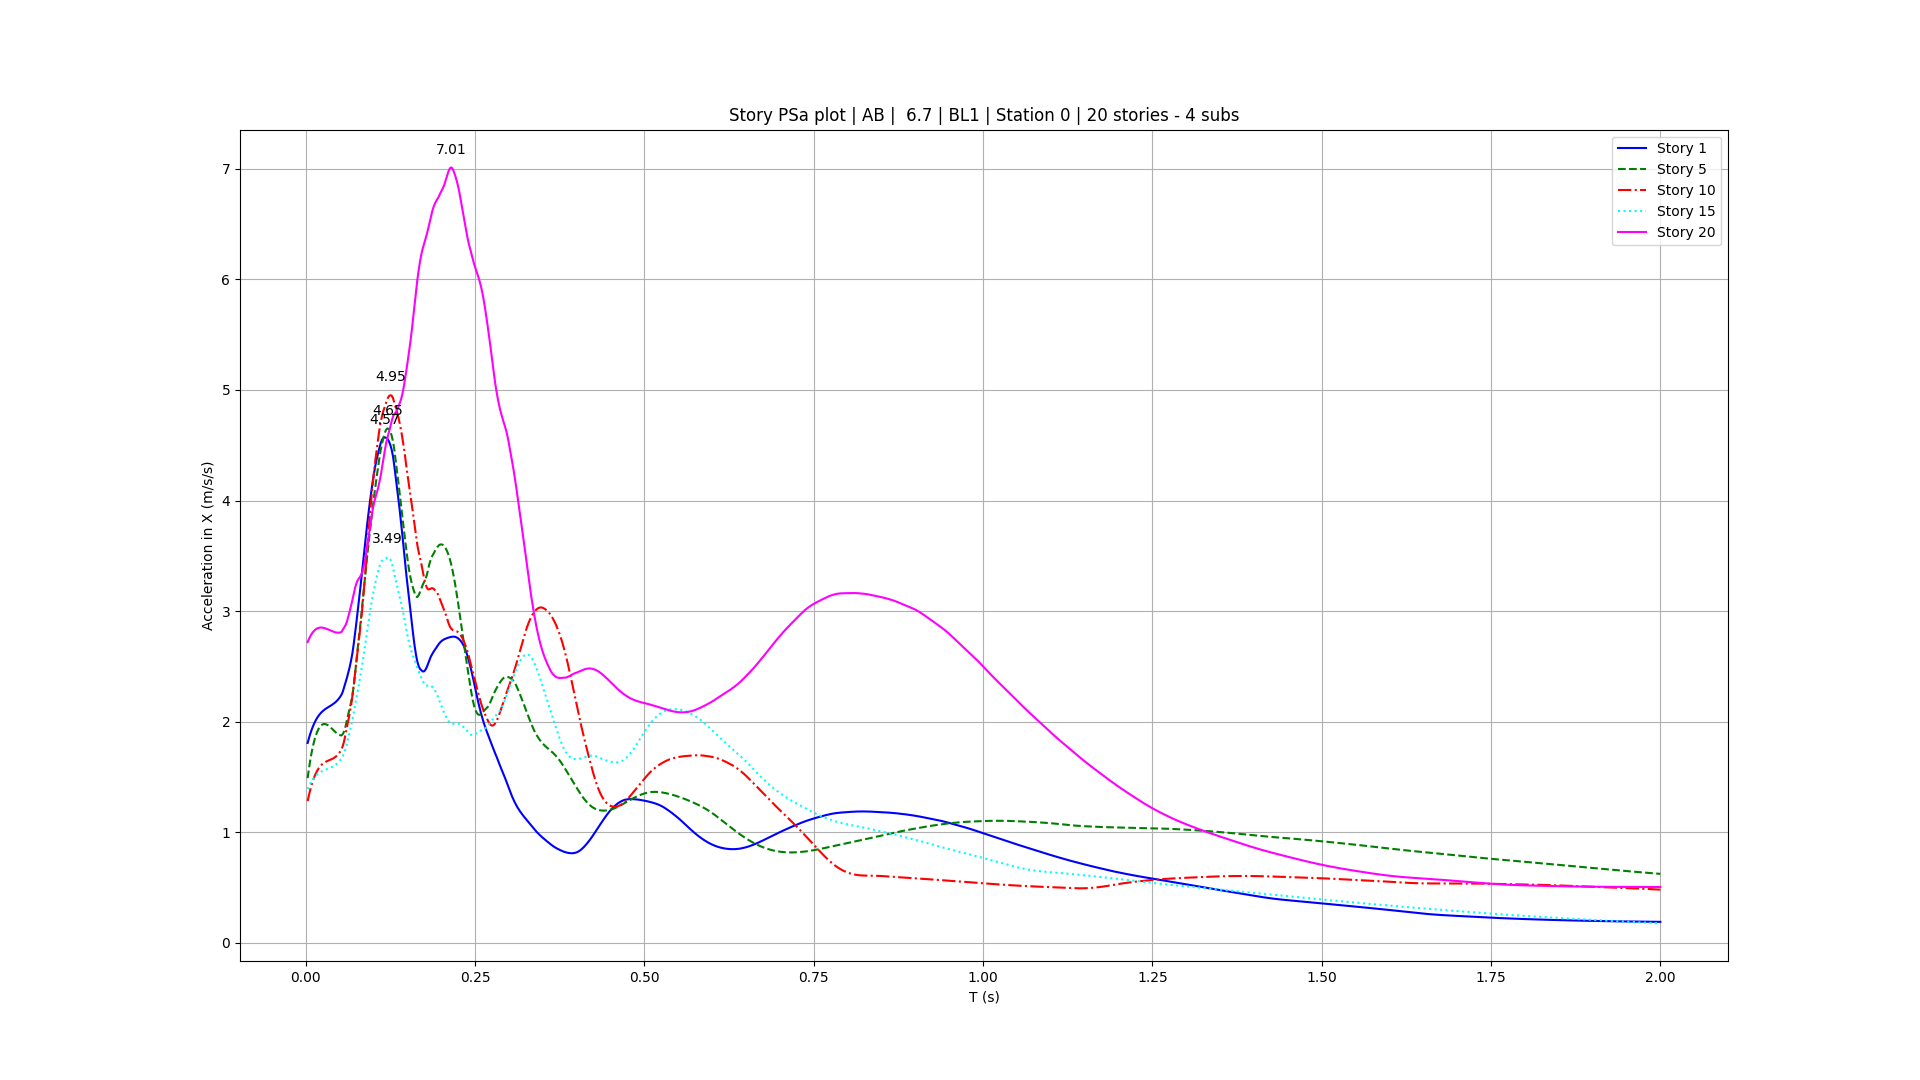 Story PSa plot | AB |  6.7 | BL1 | Station 0 | 20 stories - 4 subs
Story 1
Story 5
Story 10
Story 15
Story 20
7.01
4.95
4.65
4.57
3.49
Acceleration in X (m/s/s)
7
6
5
4
3
2
1
0
0.00 0.25 0.50 0.75 1.00 1.25 1.50 1.75 2.00
T (s)